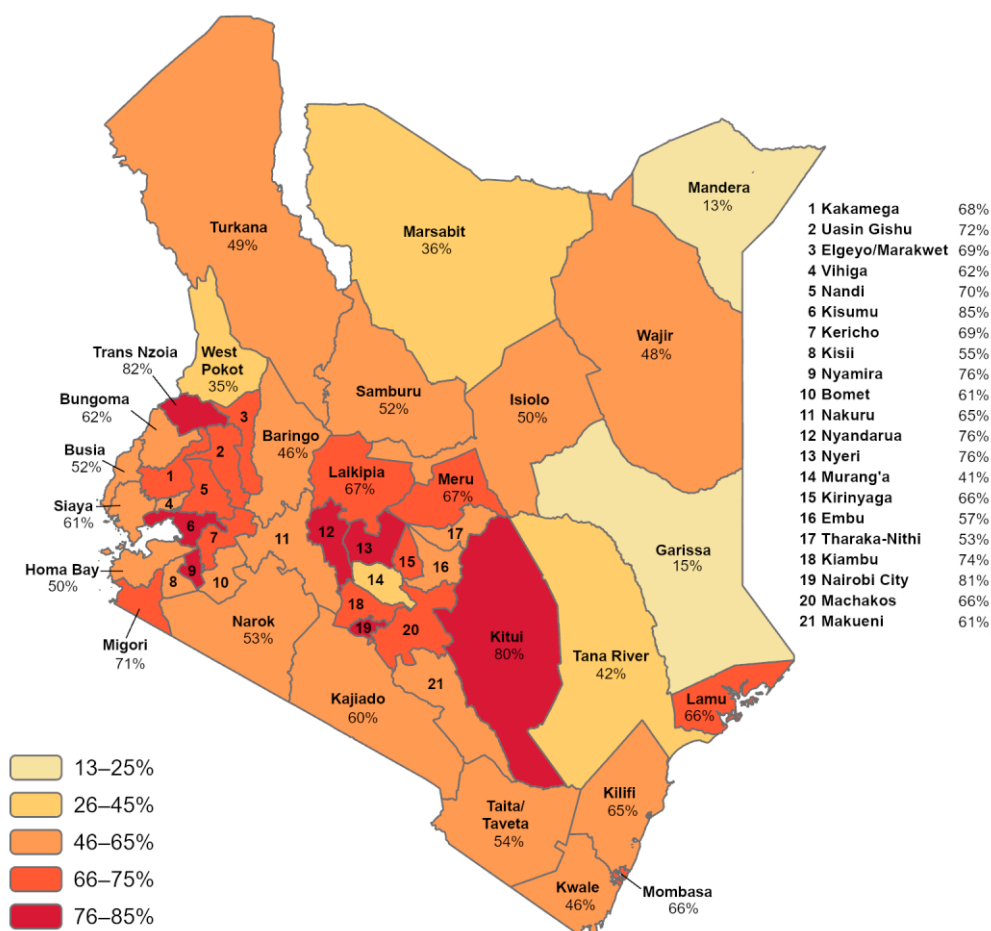 Mandera
13%
Turkana
49%
Marsabit
36%
Wajir
48%
Trans Nzoia
82%
West
Pokot
35%
Samburu
52%
Isiolo
50%
Bungoma
62%
3
Baringo
46%
2
Busia
52%
1
Laikipia
67%
Meru
67%
5
Siaya
61%
4
6
7
12
13
11
17
15
16
Garissa
15%
Homa Bay
50%
9
8
10
14
18
19
20
Migori
71%
Narok
53%
Kitui
80%
Tana River
42%
21
Kajiado
60%
Lamu
66%
Kilifi
65%
Taita/
Taveta
54%
Kwale
46%
Mombasa
66%
1 Kakamega 68%
2 Uasin Gishu 72%
3 Elgeyo/Marakwet 69%
4 Vihiga 62%
5 Nandi 70%
6 Kisumu 85%
7 Kericho 69%
8 Kisii 55%
9 Nyamira 76%
10 Bomet 61%
11 Nakuru 65%
12 Nyandarua 76%
13 Nyeri 76%
14 Murang'a 41%
15 Kirinyaga 66%
16 Embu 57%
17 Tharaka-Nithi 53%
18 Kiambu 74%
19 Nairobi City 81%
20 Machakos 66%
21 Makueni 61%
13–25%
26–45%
46–65%
66–75%
76–85%